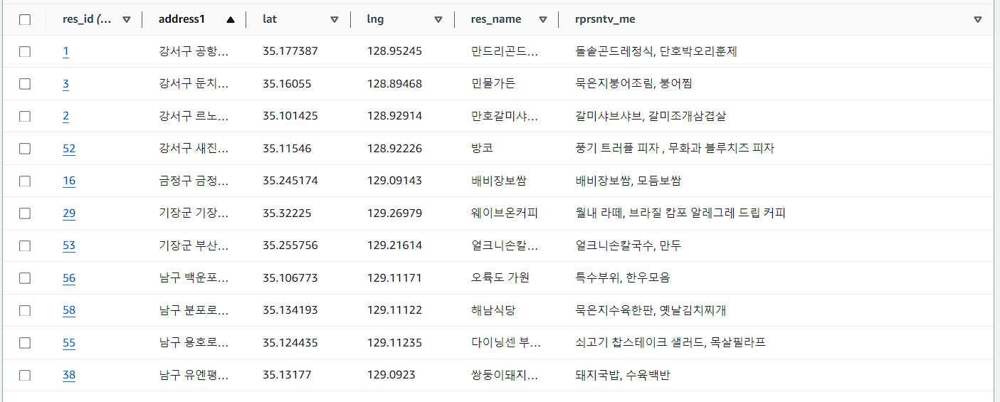 res_id (... address1 lat lng res_name rprsntv_me
1 강서구 공항... 35.177387 128.95245 만드리곤드... 돌솥곤드레정식, 단호박오리훈제
3 강서구 둔치... 35.16055 128.89468 민물가든 묵은지붕어조림, 붕어찜
2 강서구 르노... 35.101425 128.92914 만호갈미샤... 갈미샤브샤브, 갈미조개삼겹살
52 강서구 새진... 35.11546 128.92226 방코 풍기 트러플 피자 , 무화과 블루치즈 피자
16 금정구 금정... 35.245174 129.09143 배비장보쌈 배비장보쌈, 모듬보쌈
29 기장군 기장... 35.32225 129.26979 웨이브온커피 월내 라떼, 브라질 캄포 알레그레 드립 커피
53 기장군 부산... 35.255756 129.21614 얼크니손칼... 얼크니손칼국수, 만두
56 남구 백운포... 35.106773 129.11171 오륙도 가원 특수부위, 한우모음
58 남구 분포로... 35.134193 129.11122 해남식당 묵은지수육한판, 옛날김치찌개
55 남구 용호로... 35.124435 129.11235 다이닝센 부... 쇠고기 찹스테이크 샐러드, 목살필라프
38 남구 유엔평... 35.13177 129.0923 쌍둥이돼지... 돼지국밥, 수육백반